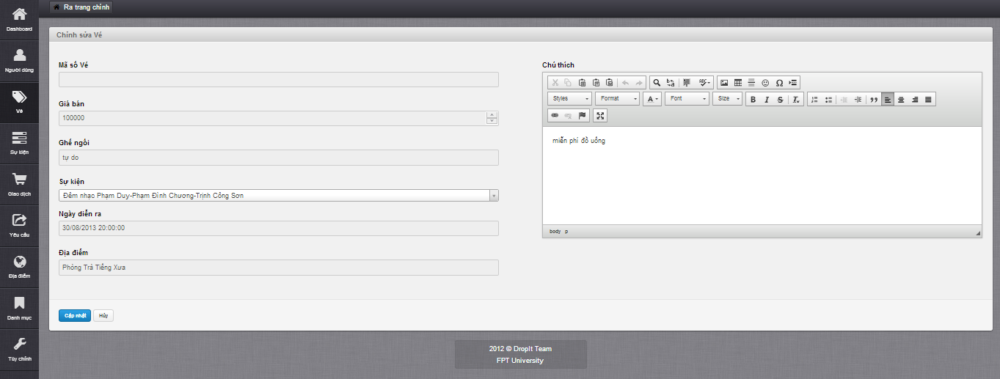 Ra trang chính
Dashboard
Người dùng
Vé
Sự kiện
Giao dịch
Yêu cầu
Địa điểm
Danh mục
Tùy chỉnh
Chỉnh sửa Vé
Mã số Vé
Giá bán
100000
Ghế ngồi
tự do
Sự kiện
Đêm nhạc Phạm Duy-Phạm Đình Chương-Trịnh Công Sơn
Ngày diễn ra
30/08/2013 20:00:00
Địa điểm
Phòng Trà Tiếng Xưa
Chú thích
Styles Format A Font Size B I S Tx
miễn phí đồ uống
body p
Cập nhật Hủy
2012 © DropIt Team
FPT University